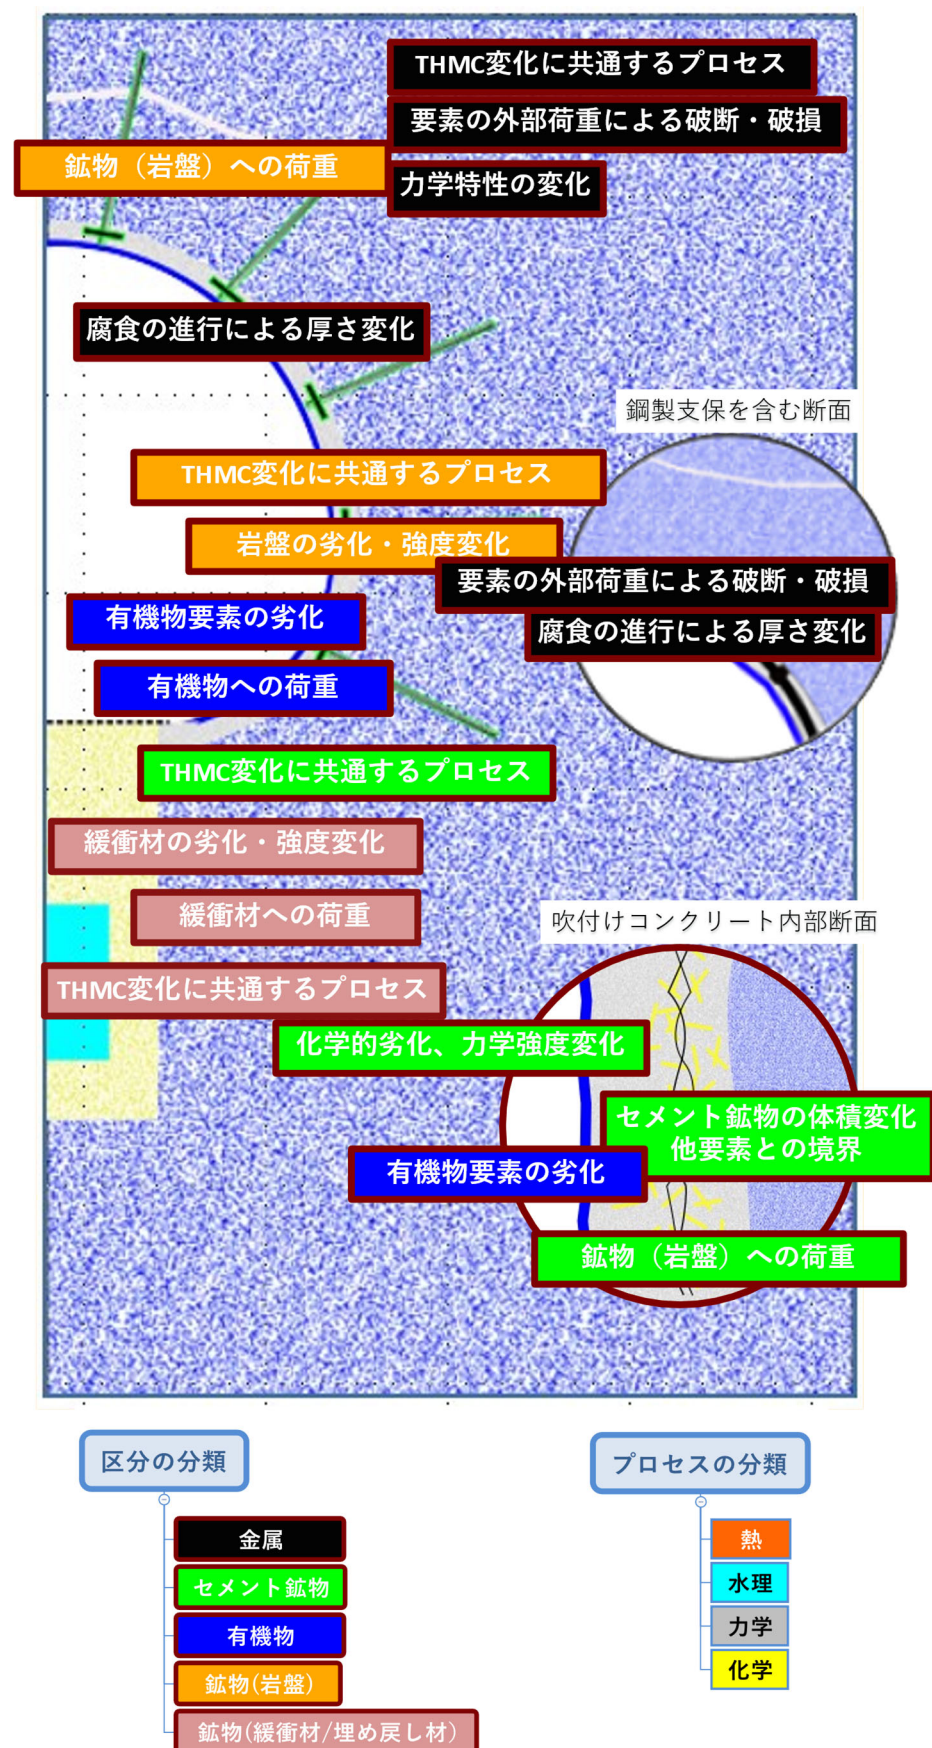 THMC変化に共通するプロセス
要素の外部荷重による破断・破損
鉱物（岩盤）への荷重
力学特性の変化
腐食の進行による厚さ変化
鋼製支保を含む断面
THMC変化に共通するプロセス
岩盤の劣化・強度変化
要素の外部荷重による破断・破損
有機物要素の劣化
腐食の進行による厚さ変化
有機物への荷重
THMC変化に共通するプロセス
緩衝材の劣化・強度変化
緩衝材への荷重
吹付けコンクリート内部断面
THMC変化に共通するプロセス
化学的劣化、力学強度変化
セメント鉱物の体積変化
他要素との境界
有機物要素の劣化
鉱物（岩盤）への荷重
区分の分類
金属
セメント鉱物
有機物
鉱物(岩盤)
鉱物(緩衝材/埋め戻し材)
プロセスの分類
熱
水理
力学
化学